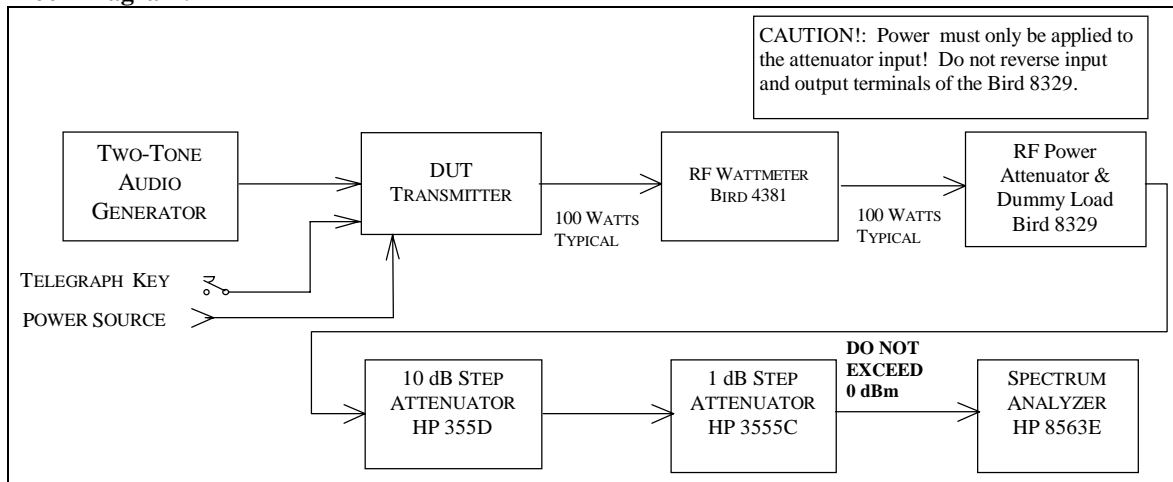 CAUTION!: Power must only be applied to
the attenuator input! Do not reverse input
and output terminals of the Bird 8329.
TWO-TONE
AUDIO
GENERATOR
DUT
TRANSMITTER
RF WATTMETER
BIRD 4381
RF Power
Attenuator &
Dummy Load
Bird 8329
100 WATTS
TYPICAL
100 WATTS
TYPICAL
TELEGRAPH KEY
POWER SOURCE
10 dB STEP
ATTENUATOR
HP 355D
1 dB STEP
ATTENUATOR
HP 3555C
DO NOT
EXCEED
0 dBm
SPECTRUM
ANALYZER
HP 8563E